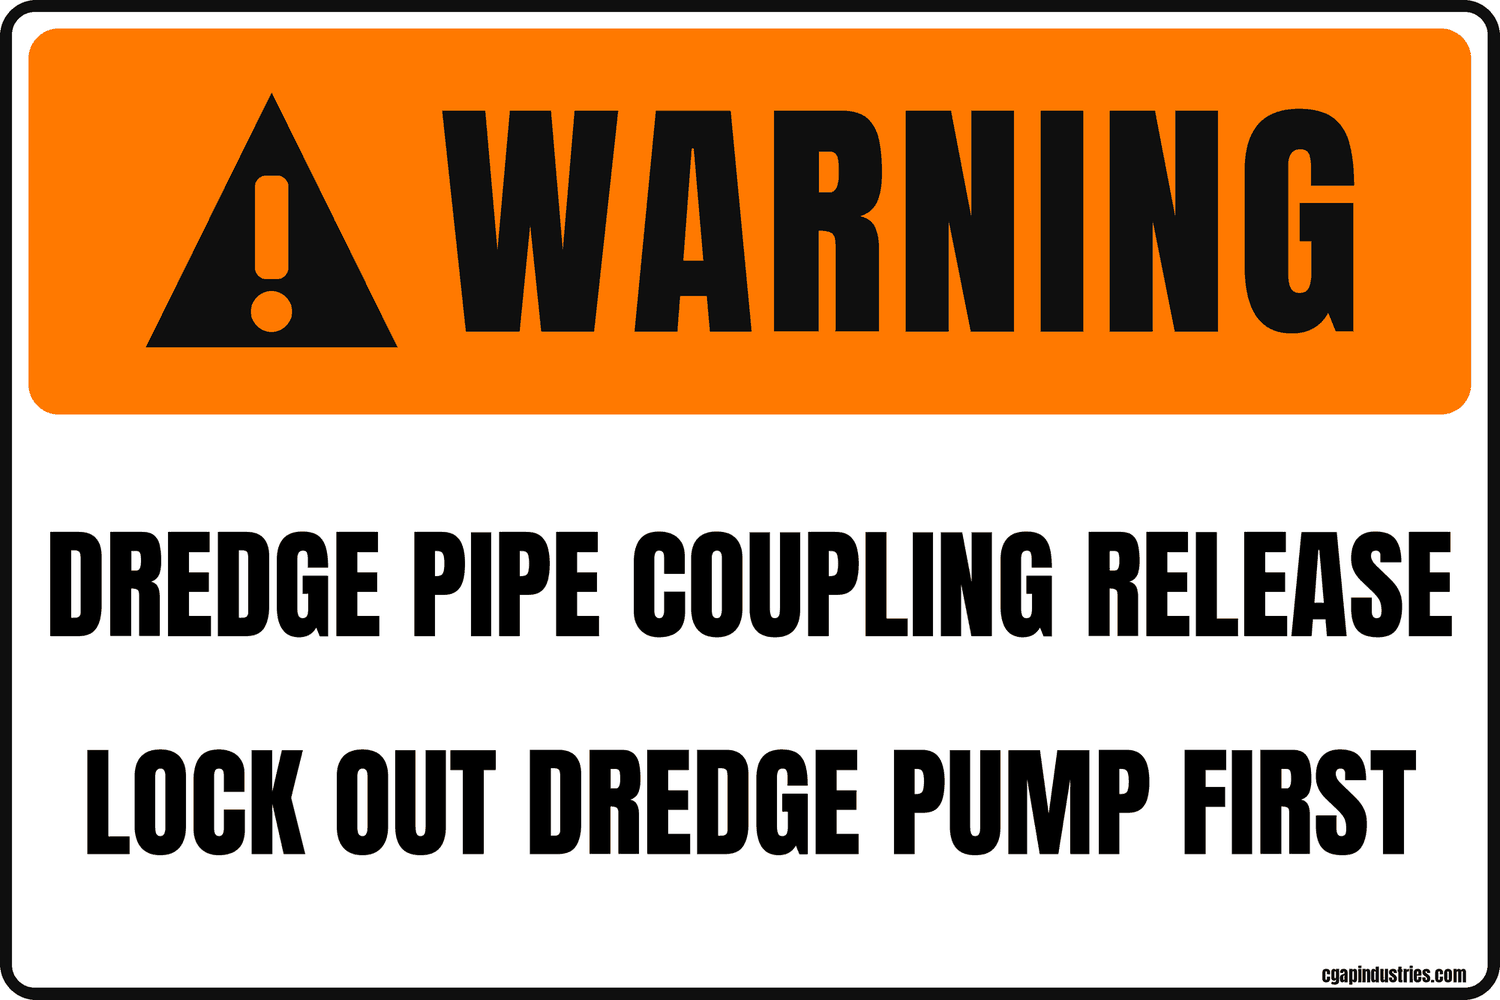 WARNING
DREDGE PIPE COUPLING RELEASE
LOCK OUT DREDGE PUMP FIRST
cgapindustries.com